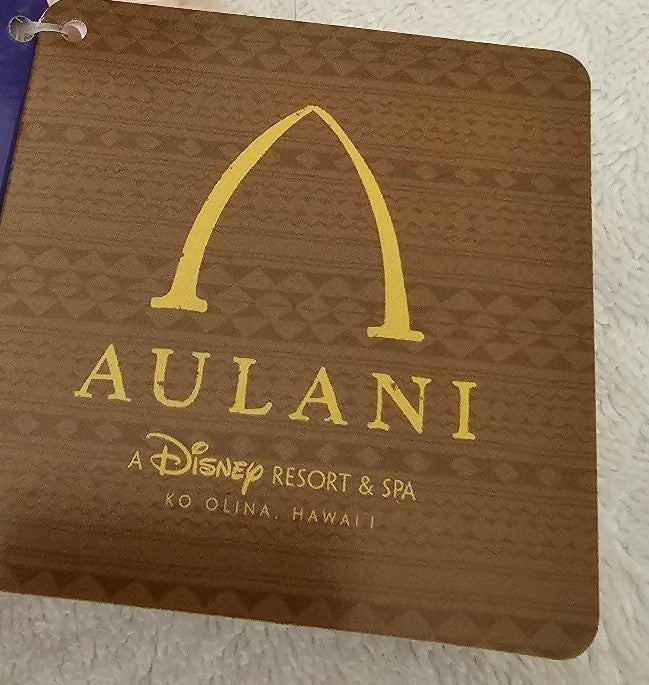 AULANI
A Disney RESORT & SPA
KO OLINA, HAWAI'I